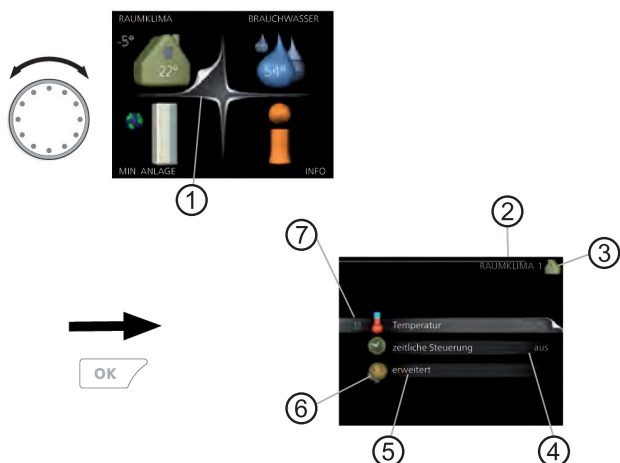 RAUMKLIMA BRAUCHWASSER
-5°
22° 54°
MIN. ANLAGE INFO
1
2
7
3
RAUMKLIMA 1
Temperatur
zeitliche Steuerung aus
erweitert
OK
6
5
4